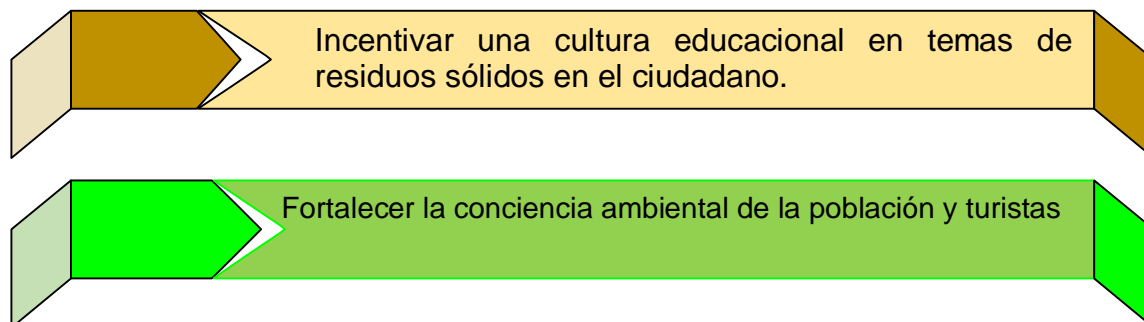 Incentivar una cultura educacional en temas de
residuos sólidos en el ciudadano.
Fortalecer la conciencia ambiental de la población y turistas